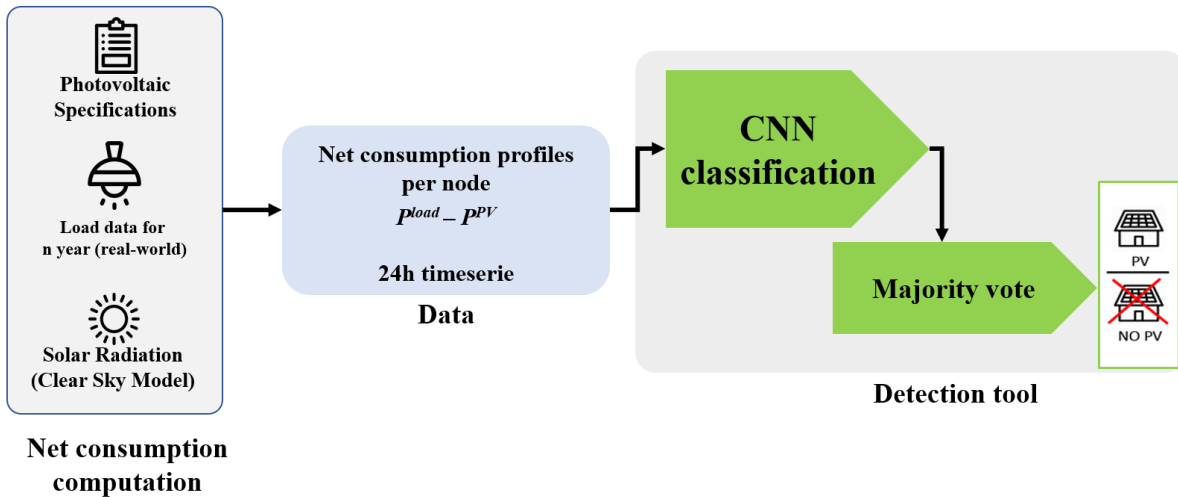 Photovoltaic
Specifications
Load data for
n year (real-world)
Solar Radiation
(Clear Sky Model)
Net consumption
computation
Net consumption profiles
per node
P^load – P^PV
24h timeserie
Data
CNN
classification
Majority vote
PV
NO PV
Detection tool